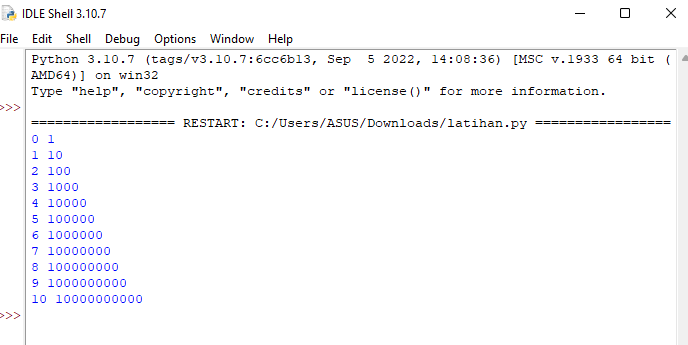 IDLE Shell 3.10.7
File Edit Shell Debug Options Window Help
Python 3.10.7 (tags/v3.10.7:6cc6b13, Sep  5 2022, 14:08:36) [MSC v.1933 64 bit (
AMD64)] on win32
Type "help", "copyright", "credits" or "license()" for more information.
>>>
================== RESTART: C:/Users/ASUS/Downloads/latihan.py =================
0 1
1 10
2 100
3 1000
4 10000
5 100000
6 1000000
7 10000000
8 100000000
9 1000000000
10 10000000000
>>>